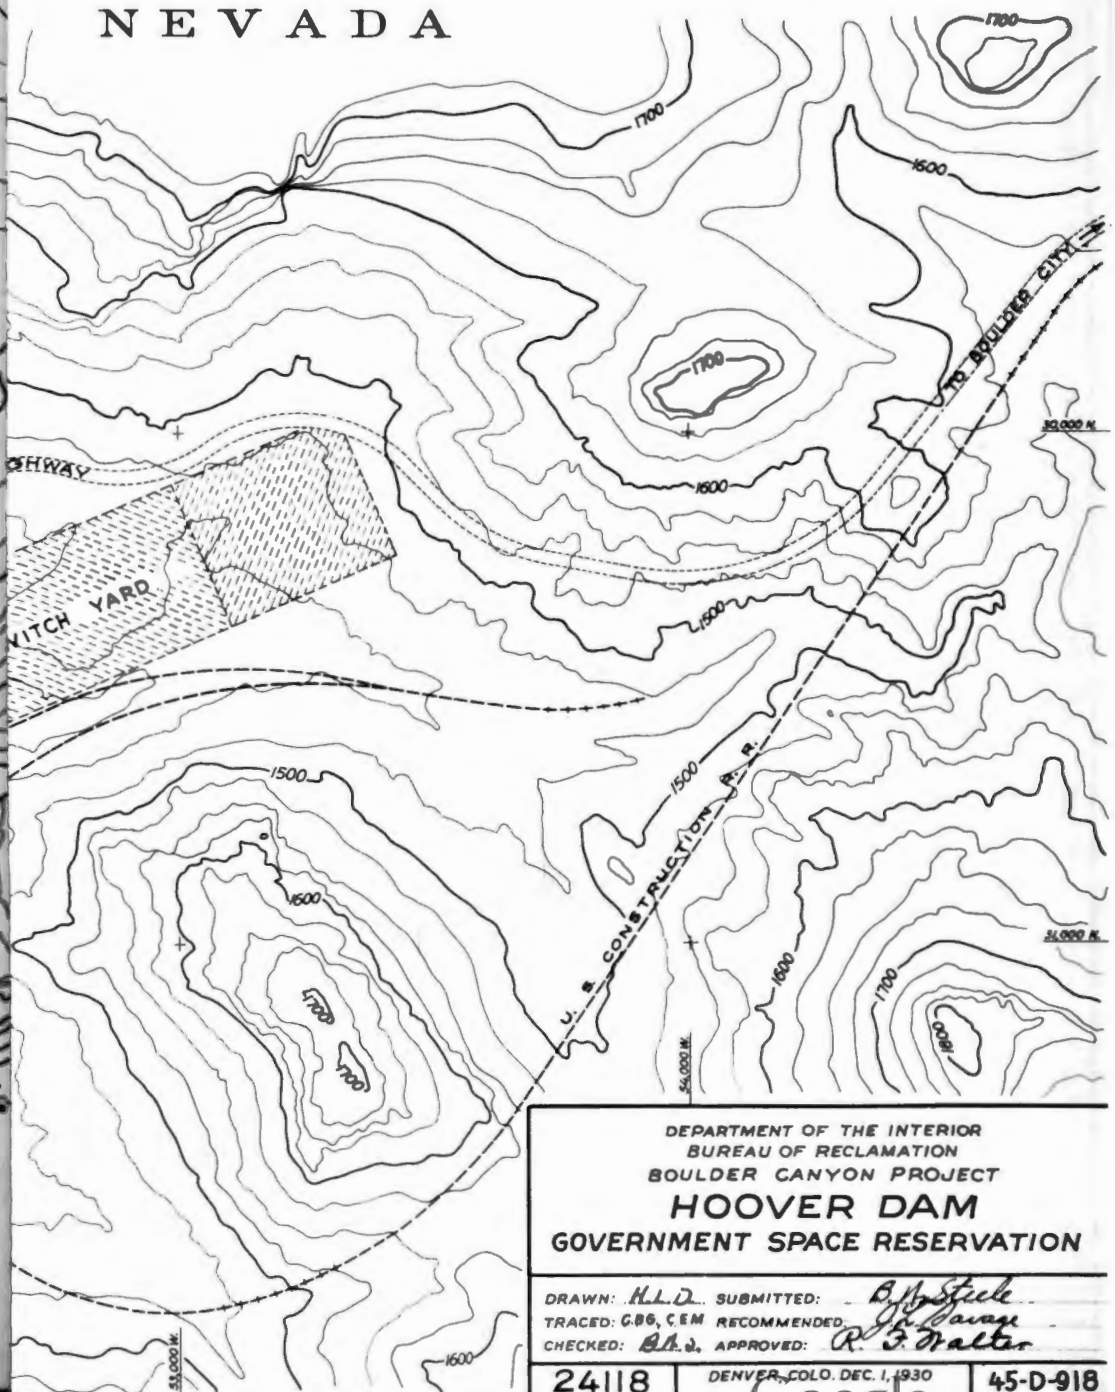 NEVADA
1700
1700
1600
TO BOULDER CITY
1700
30,000 N.
1600
1500
1500
U. S. CONSTRUCTION R. R.
1500
1600
31,000 N.
1600
1700
1700
1800
1700
54,000 W.
DEPARTMENT OF THE INTERIOR
BUREAU OF RECLAMATION
BOULDER CANYON PROJECT
HOOVER DAM
GOVERNMENT SPACE RESERVATION
DRAWN: H.L.D. SUBMITTED:
TRACED: C.B.G., C.E.M RECOMMENDED
CHECKED: APPROVED: R. F. Walter
53,000 W.
1600
24118
DENVER, COLO. DEC. 1, 1930
45-D-918